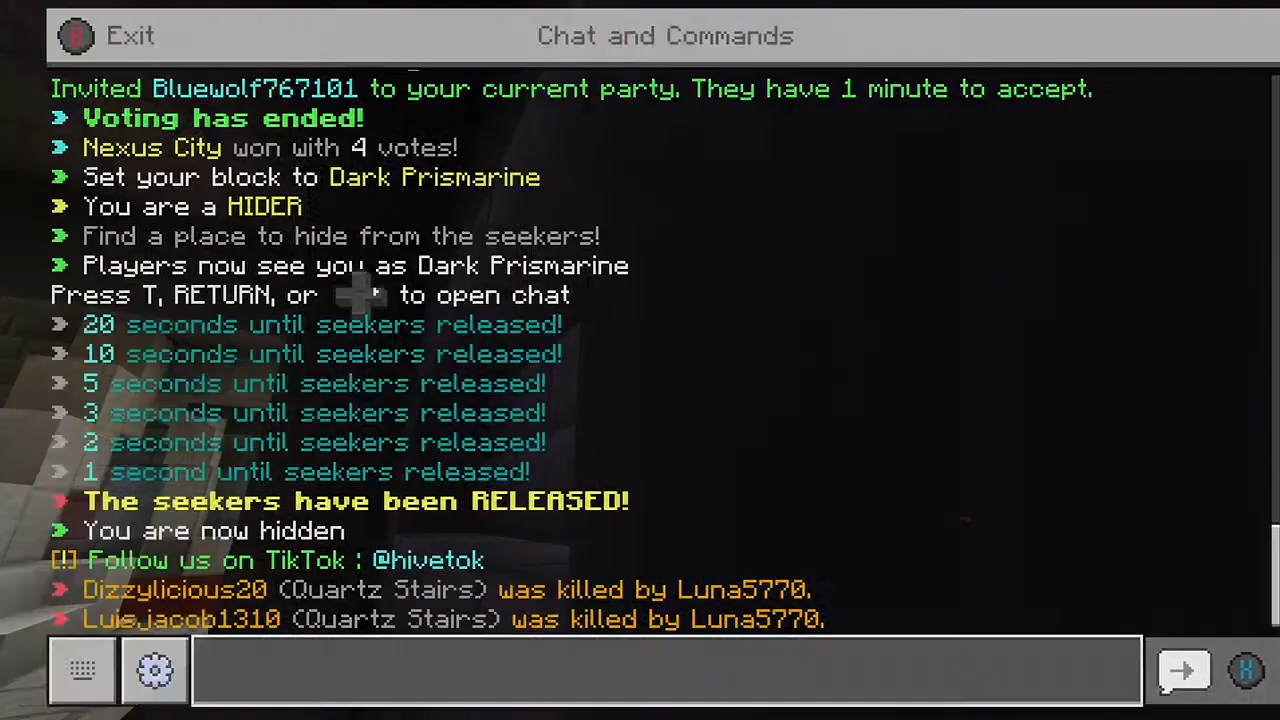 Exit
Chat and Commands
Invited Bluewolf767101 to your current party. They have 1 minute to accept.
Voting has ended!
Nexus City won with 4 votes!
Set your block to Dark Prismarine
You are a HIDER
Find a place to hide from the seekers!
Players now see you as Dark Prismarine
Press T, RETURN, or to open chat
20 seconds until seekers released!
10 seconds until seekers released!
5 seconds until seekers released!
3 seconds until seekers released!
2 seconds until seekers released!
1 second until seekers released!
The seekers have been RELEASED!
You are now hidden
[!] Follow us on TikTok : @hivetok
Dizzylicious20 (Quartz Stairs) was killed by Luna5770.
Luis,jacob1310 (Quartz Stairs) was killed by Luna5770.